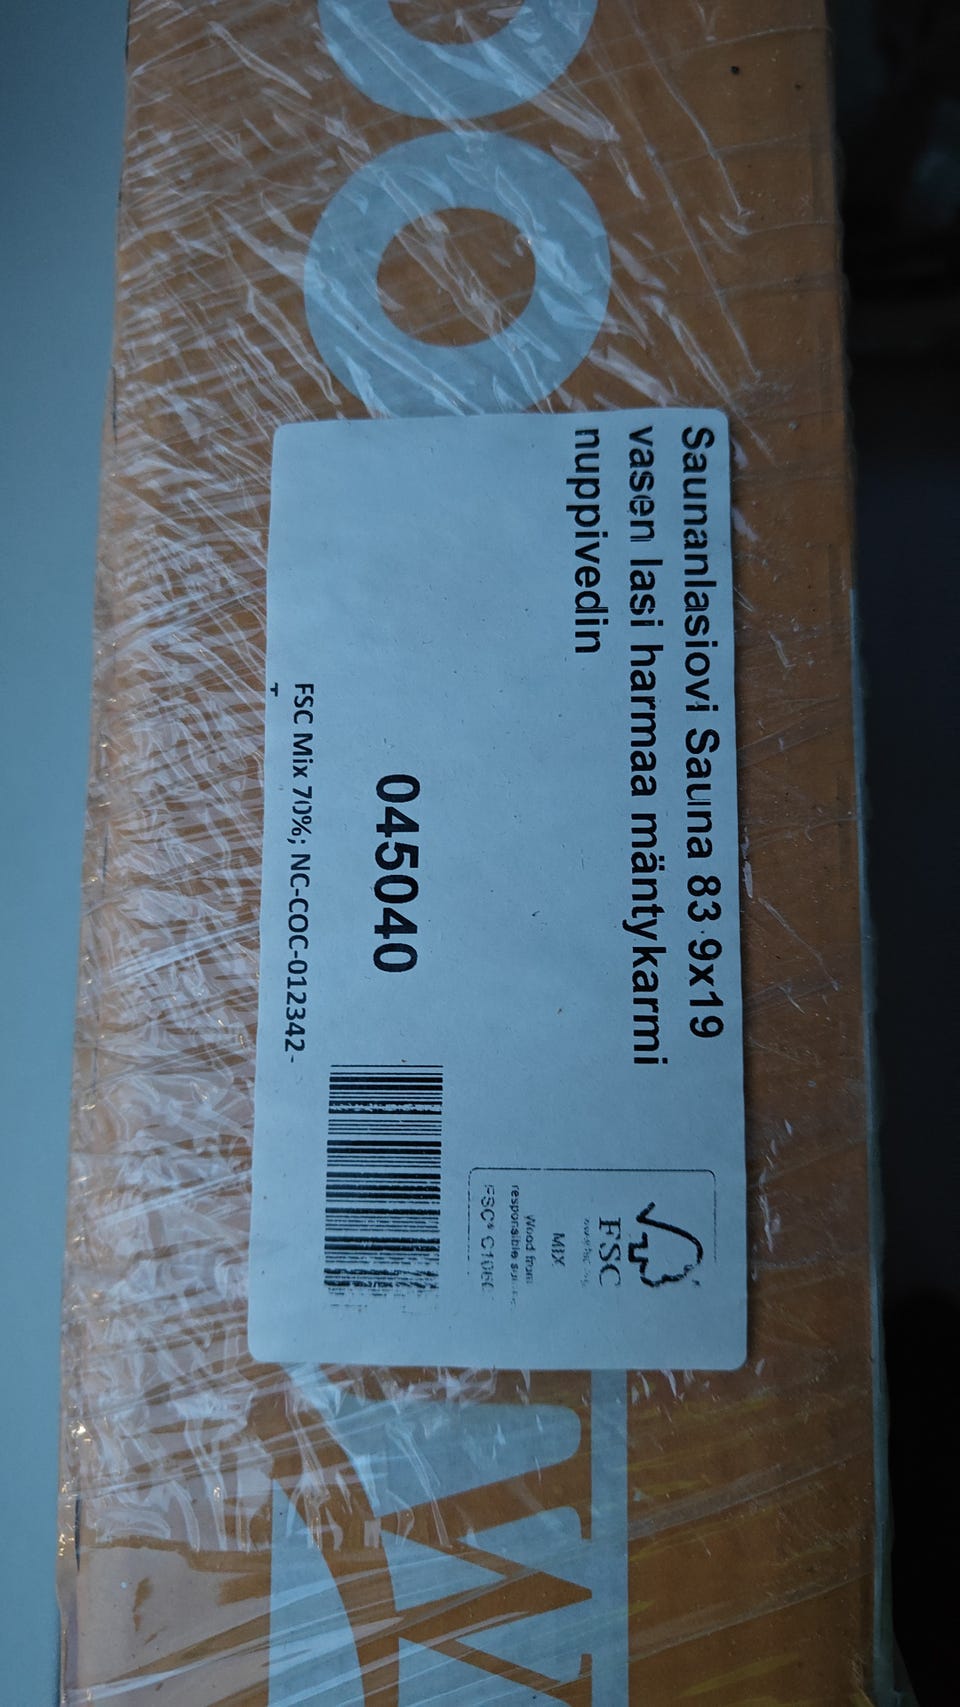 Saunanlasiovi Sauna 83 9x19
vasen lasi harmaa mäntykarmi
nuppivedin
FSC
MIX
Wood from
responsible
045040
FSC Mix 70%; NC-COC-012342-